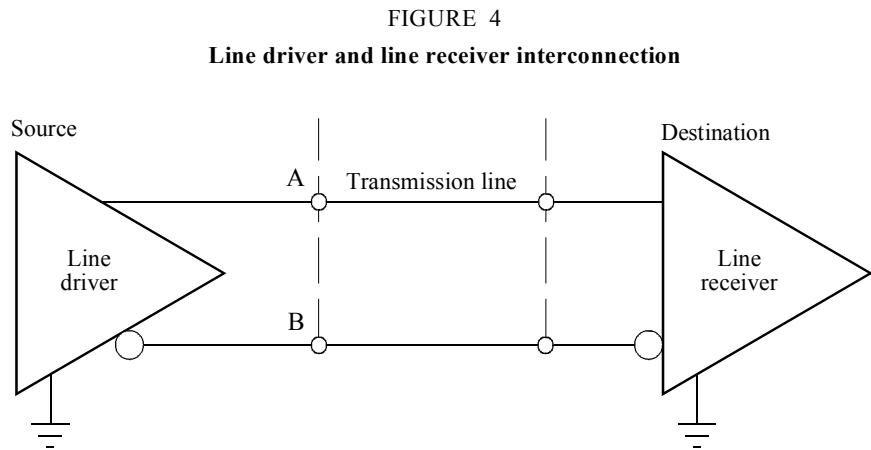 FIGURE 4
Line driver and line receiver interconnection
Source
Destination
A
Transmission line
Line
driver
Line
receiver
B